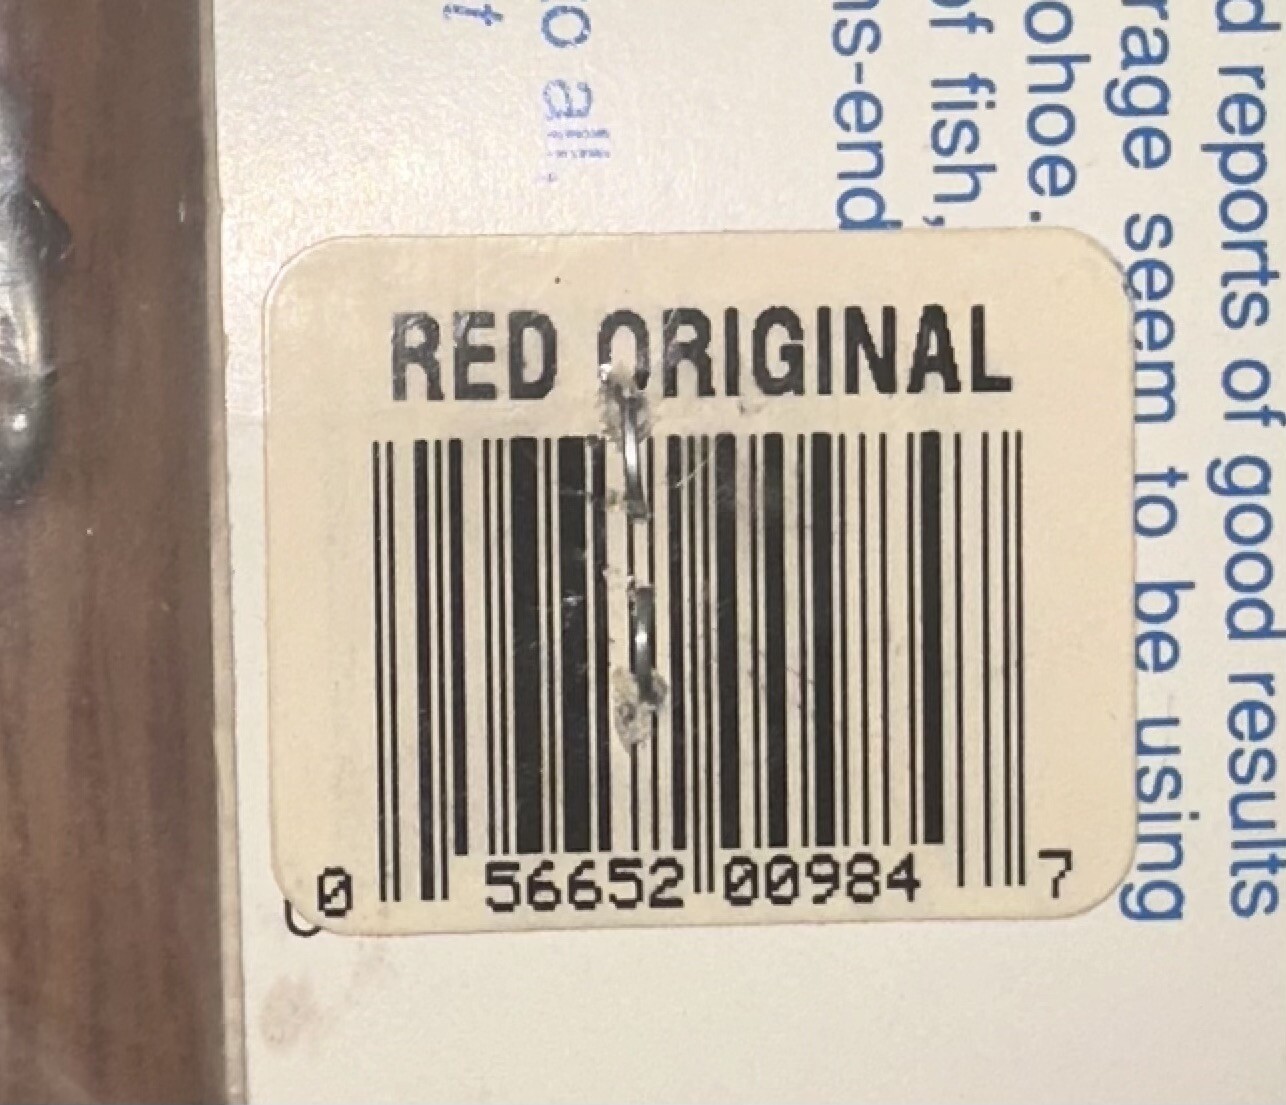 RED ORIGINAL
0 56652 00984 7
d reports of good results
rage seem to be using
ohoe.
of fish,
ns-end
o all